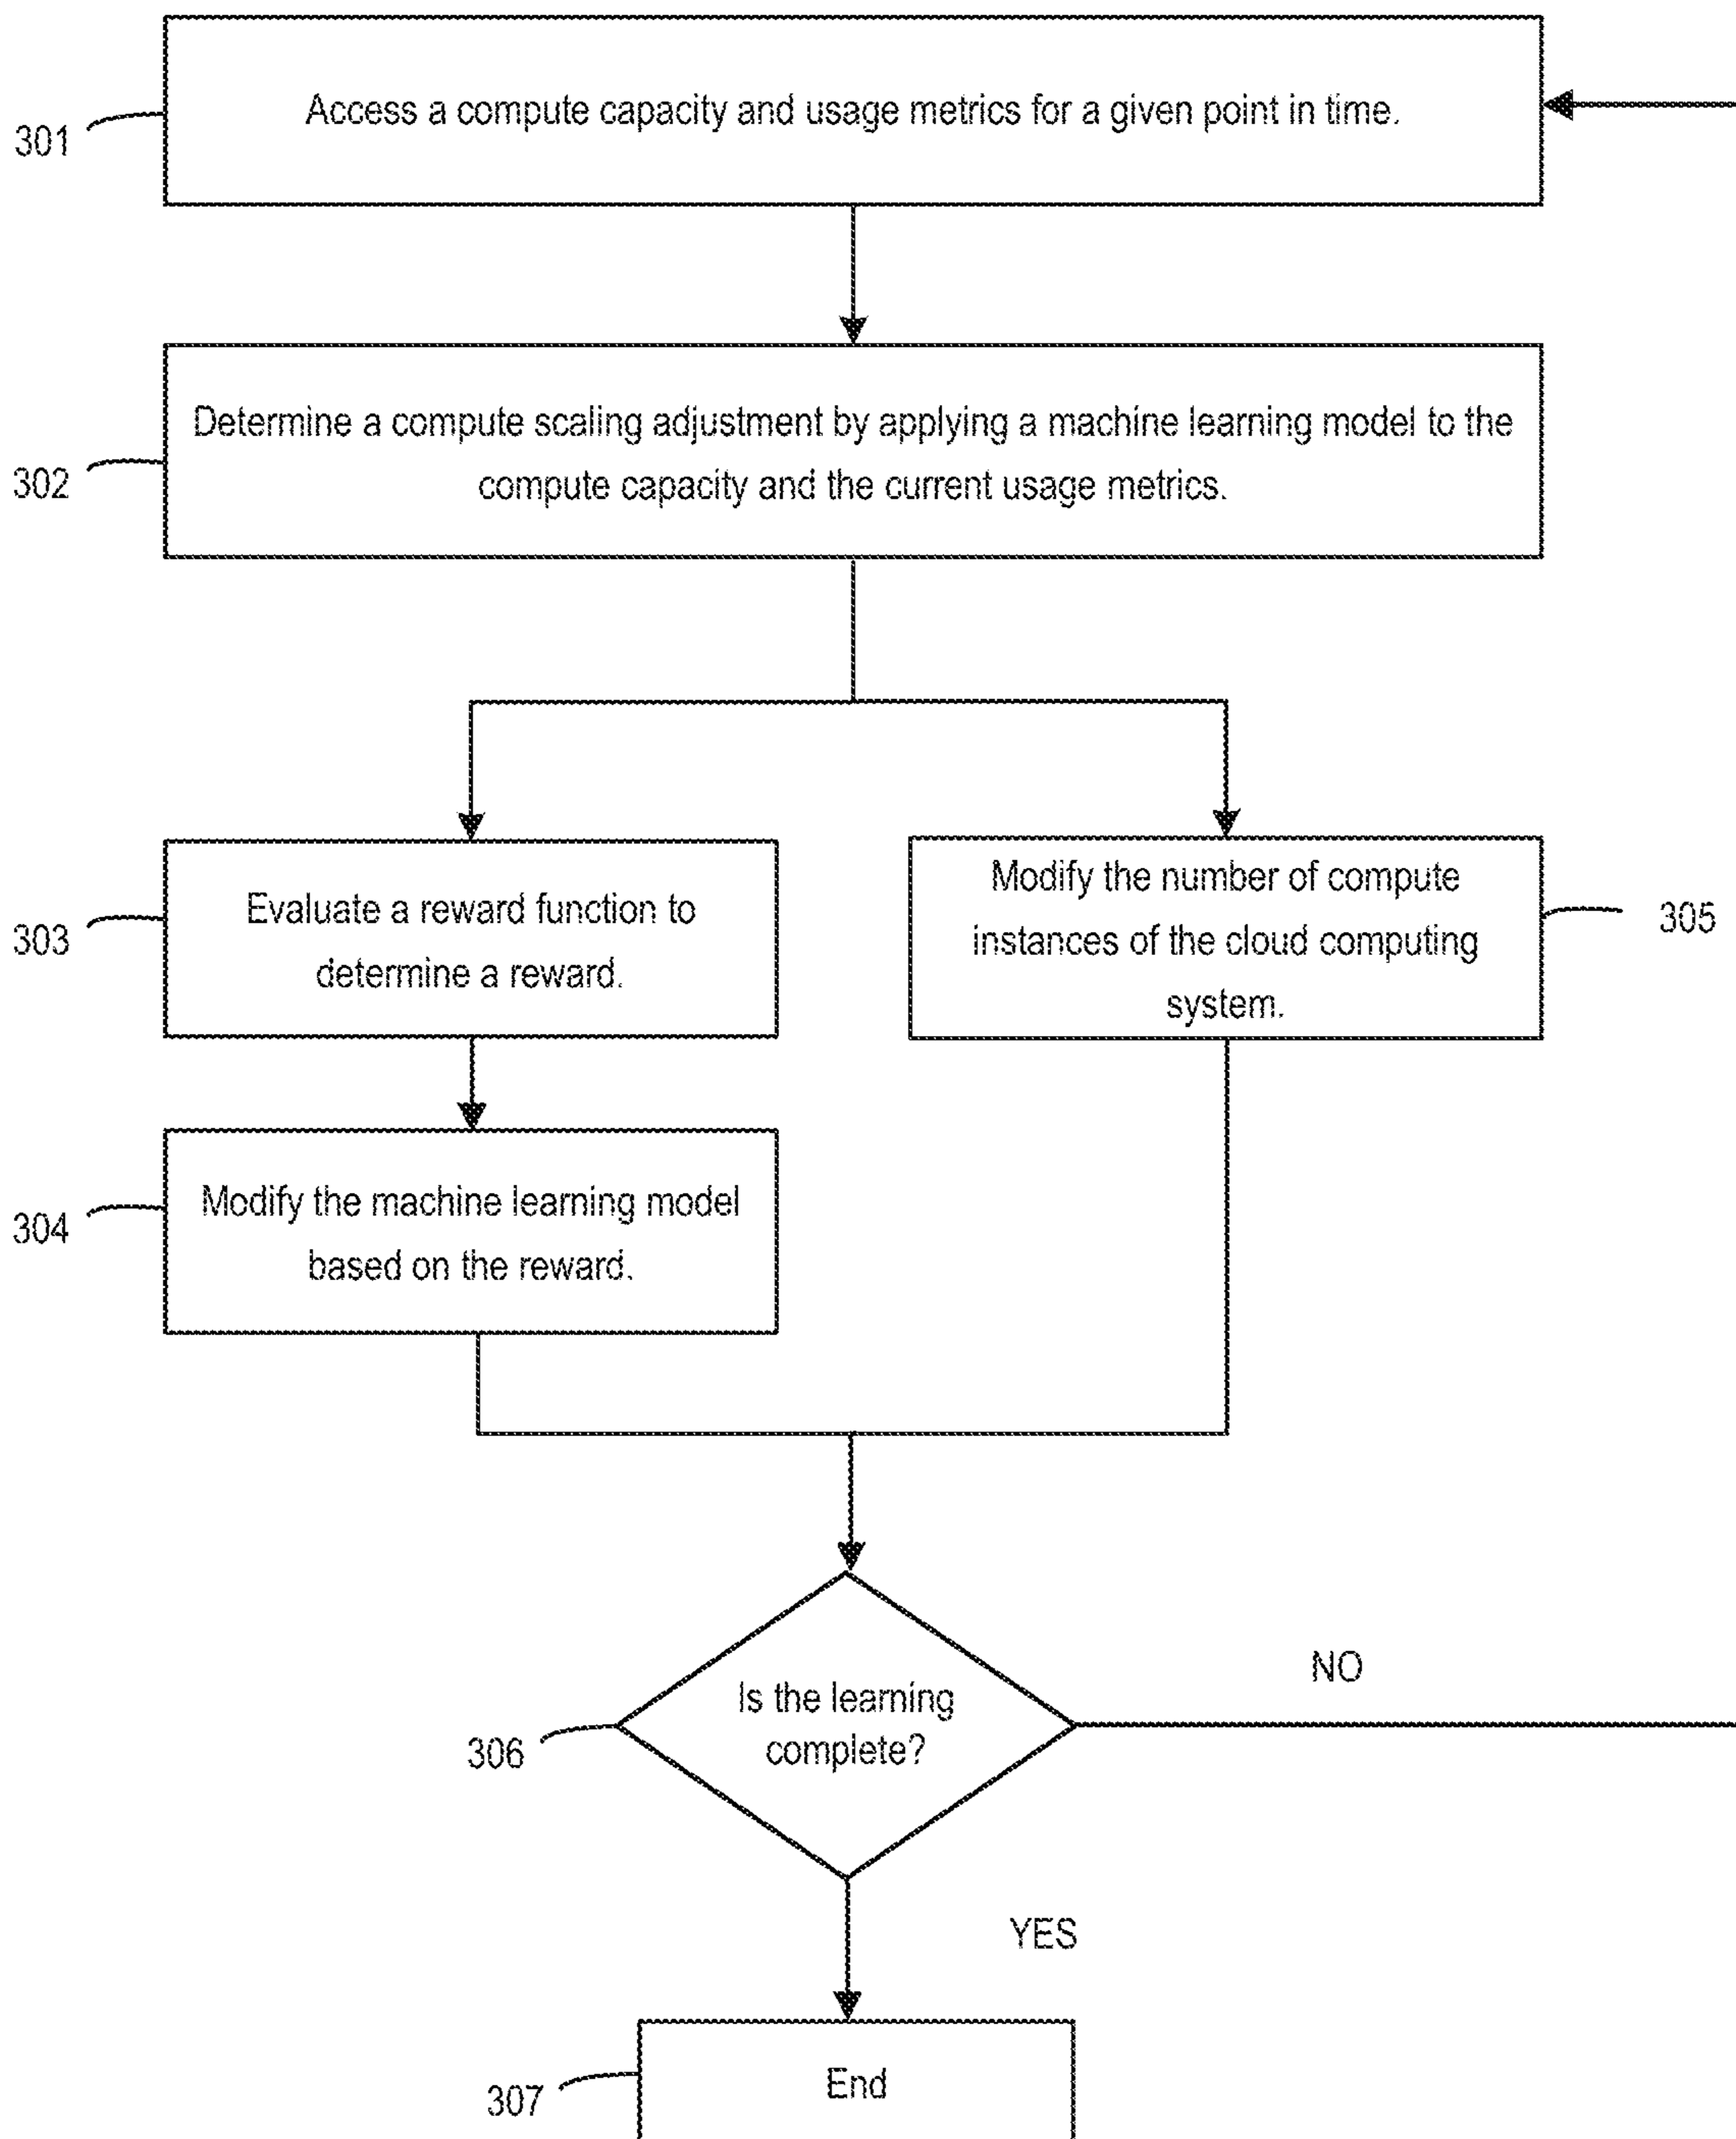 Access a compute capacity and usage metrics for a given point in time.
301
Determine a compute scaling adjustment by applying a machine learning model to the
compute capacity and the current usage metrics.
302
Evaluate a reward function to
determine a reward.
303
Modify the number of compute
instances of the cloud computing
system.
305
Modify the machine learning model
based on the reward.
304
Is the learning
complete?
306
NO
YES
End
307